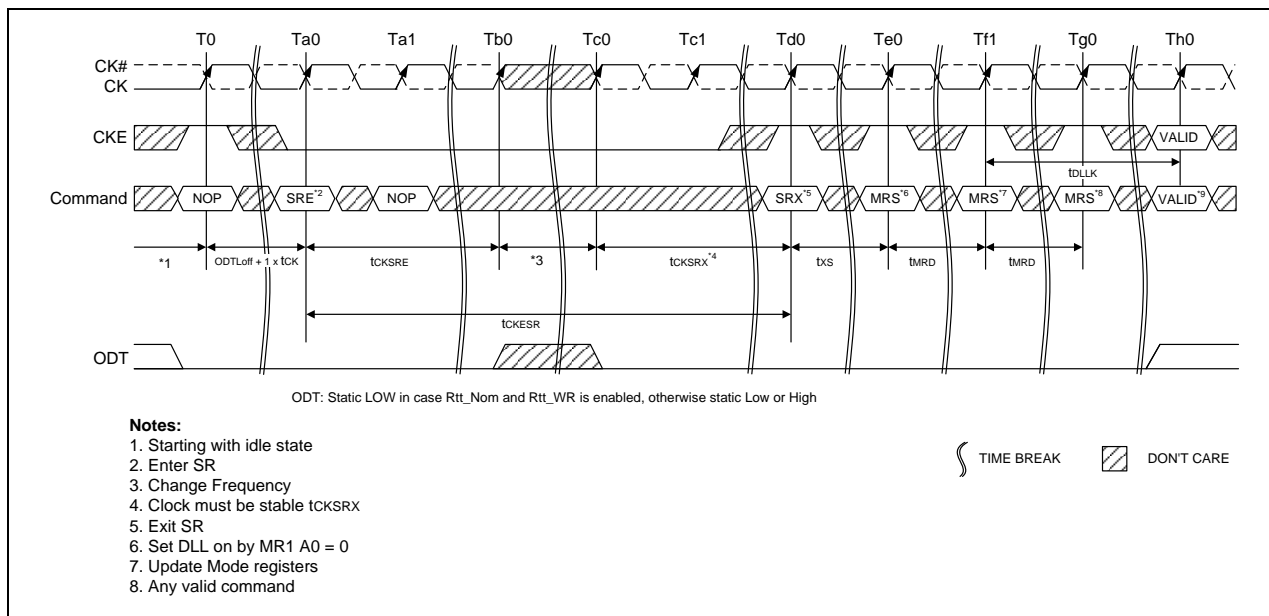 T0 Ta0 Ta1 Tb0 Tc0 Tc1 Td0 Te0 Tf1 Tg0 Th0
CK#
CK
CKE
VALID
tDLLK
Command
NOP SRE*2 NOP SRX*5 MRS*6 MRS*7 MRS*8 VALID*9
*1 ODTLoff + 1 x tCK tCKSRE *3 tCKSRX*4 tXS tMRD tMRD
tCKESR
ODT
ODT: Static LOW in case Rtt_Nom and Rtt_WR is enabled, otherwise static Low or High
Notes:
1. Starting with idle state
2. Enter SR
3. Change Frequency
4. Clock must be stable tCKSRX
5. Exit SR
6. Set DLL on by MR1 A0 = 0
7. Update Mode registers
8. Any valid command
TIME BREAK DON'T CARE